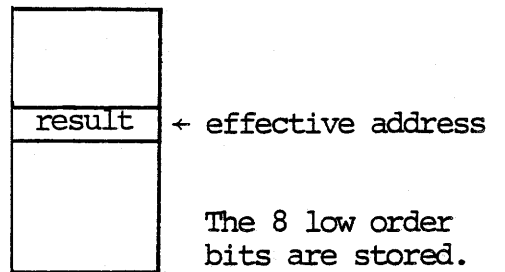 result ← effective address
The 8 low order
bits are stored.